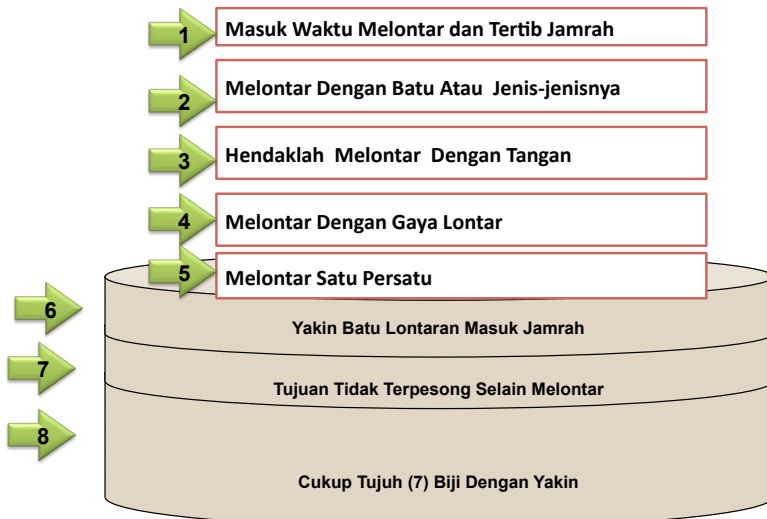 1 Masuk Waktu Melontar dan Tertib Jamrah
2 Melontar Dengan Batu Atau Jenis-jenisnya
3 Hendaklah Melontar Dengan Tangan
4 Melontar Dengan Gaya Lontar
5 Melontar Satu Persatu
6 Yakin Batu Lontaran Masuk Jamrah
7 Tujuan Tidak Terpesong Selain Melontar
8 Cukup Tujuh (7) Biji Dengan Yakin